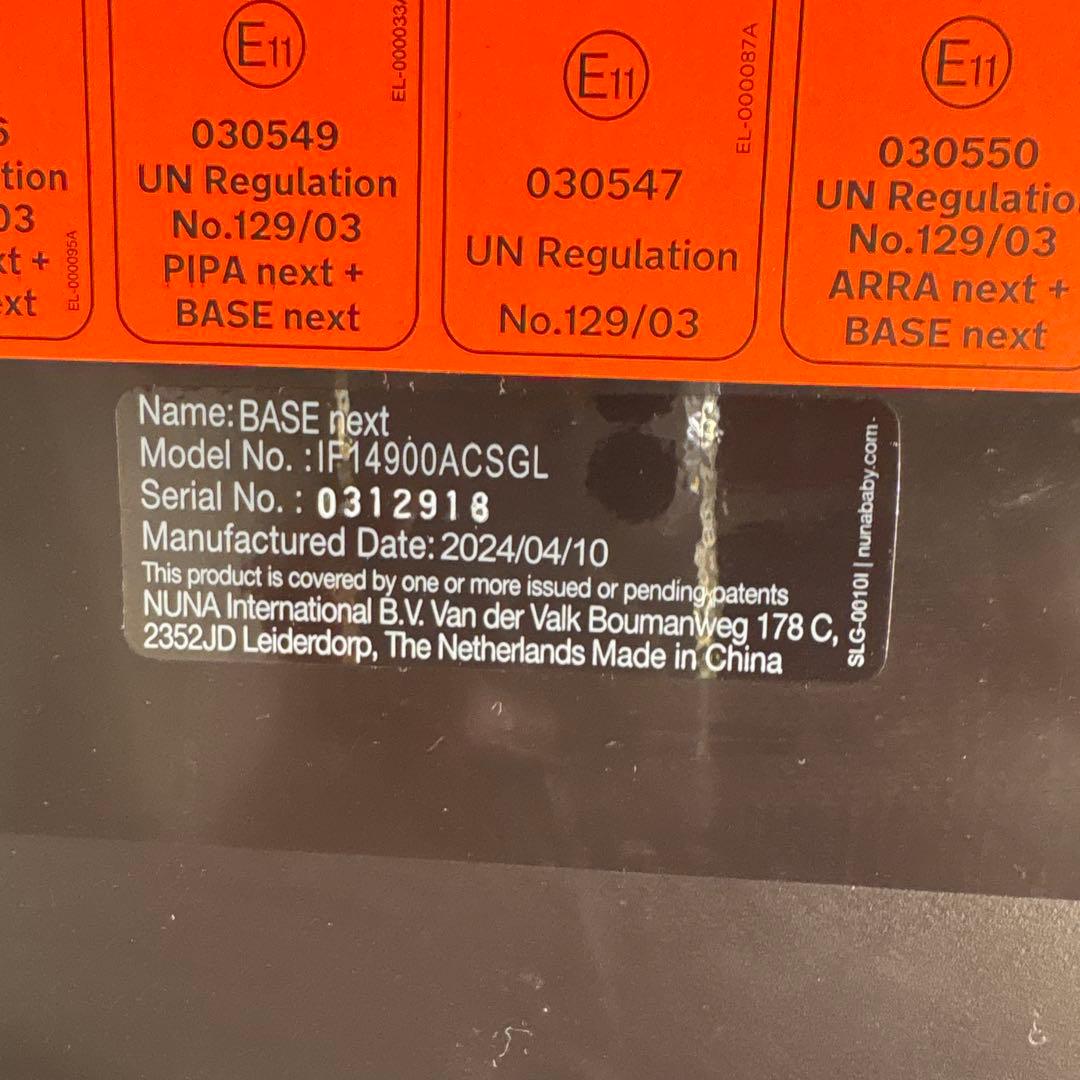 tion
03
xt +
ext
EL-000095A
E11
030549
UN Regulation
No.129/03
PIPA next +
BASE next
E11
030547
UN Regulation
No.129/03
EL-000087A
E11
030550
UN Regulatio
No.129/03
ARRA next +
BASE next
Name: BASE next
Model No. : IF14900ACSGL
Serial No. : 0312918
Manufactured Date: 2024/04/10
This product is covered by one or more issued or pending patents
NUNA International B.V. Van der Valk Boumanweg 178 C,
2352JD Leiderdorp, The Netherlands Made in China
SLG-0010I | nunababy.com